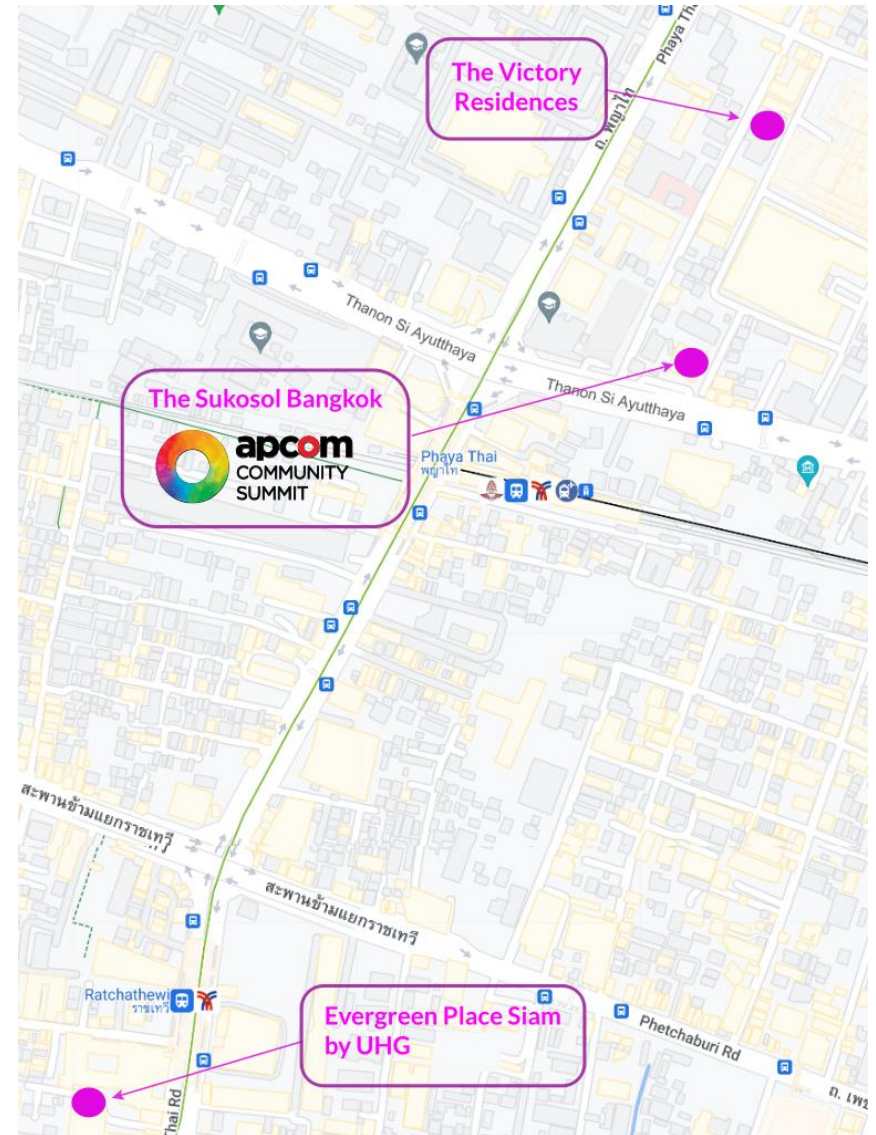 The Victory
Residences
Phaya Th
ถ. พญาไท
Thanon Si Ayutthaya
Thanon Si Ayutthaya
The Sukosol Bangkok
apcom
COMMUNITY
SUMMIT
Phaya Thai
พญาไท
สะพานข้ามแยกราชเทวี
สะพานข้ามแยกราชเทวี
Ratchathewi
ราชเทวี
Evergreen Place Siam
by UHG
Phetchaburi Rd
ถ. เพช
hai Rd